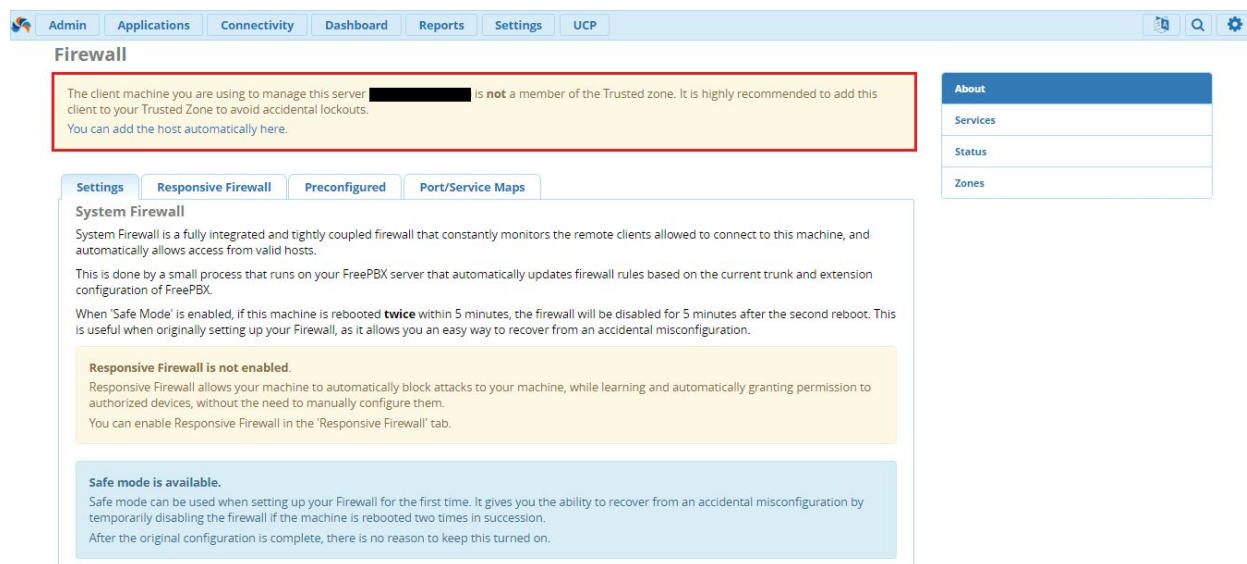 Admin Applications Connectivity Dashboard Reports Settings UCP
Firewall
The client machine you are using to manage this server is not a member of the Trusted zone. It is highly recommended to add this
client to your Trusted Zone to avoid accidental lockouts.
You can add the host automatically here.
About
Services
Status
Zones
Settings Responsive Firewall Preconfigured Port/Service Maps
System Firewall
System Firewall is a fully integrated and tightly coupled firewall that constantly monitors the remote clients allowed to connect to this machine, and
automatically allows access from valid hosts.
This is done by a small process that runs on your FreePBX server that automatically updates firewall rules based on the current trunk and extension
configuration of FreePBX.
When 'Safe Mode' is enabled, if this machine is rebooted twice within 5 minutes, the firewall will be disabled for 5 minutes after the second reboot. This
is useful when originally setting up your Firewall, as it allows you an easy way to recover from an accidental misconfiguration.
Responsive Firewall is not enabled.
Responsive Firewall allows your machine to automatically block attacks to your machine, while learning and automatically granting permission to
authorized devices, without the need to manually configure them.
You can enable Responsive Firewall in the 'Responsive Firewall' tab.
Safe mode is available.
Safe mode can be used when setting up your Firewall for the first time. It gives you the ability to recover from an accidental misconfiguration by
temporarily disabling the firewall if the machine is rebooted two times in succession.
After the original configuration is complete, there is no reason to keep this turned on.